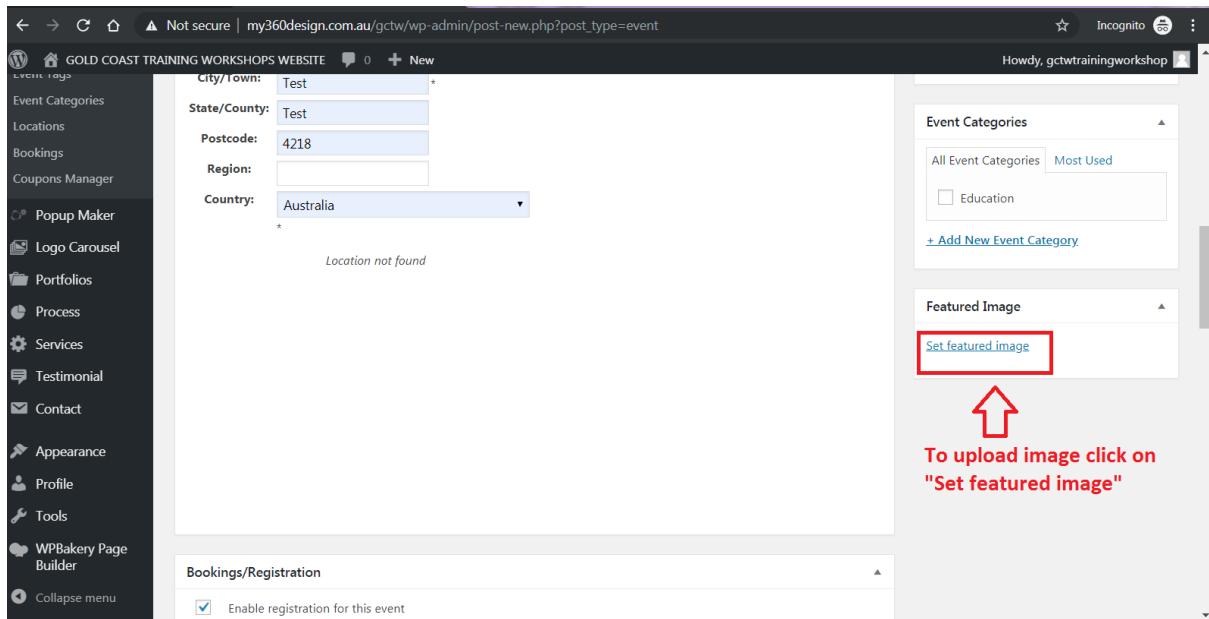 Not secure | my360design.com.au/gctw/wp-admin/post-new.php?post_type=event
Incognito
GOLD COAST TRAINING WORKSHOPS WEBSITE 0 + New
Howdy, gctwtrainingworkshop
Event Tags
Event Categories
Locations
Bookings
Coupons Manager
Popup Maker
Logo Carousel
Portfolios
Process
Services
Testimonial
Contact
Appearance
Profile
Tools
WPBakery Page
Builder
Collapse menu
City/Town: Test *
State/County: Test
Postcode: 4218
Region:
Country: Australia
*
Location not found
Bookings/Registration
Enable registration for this event
Event Categories
All Event Categories Most Used
Education
+ Add New Event Category
Featured Image
Set featured image
To upload image click on
"Set featured image"